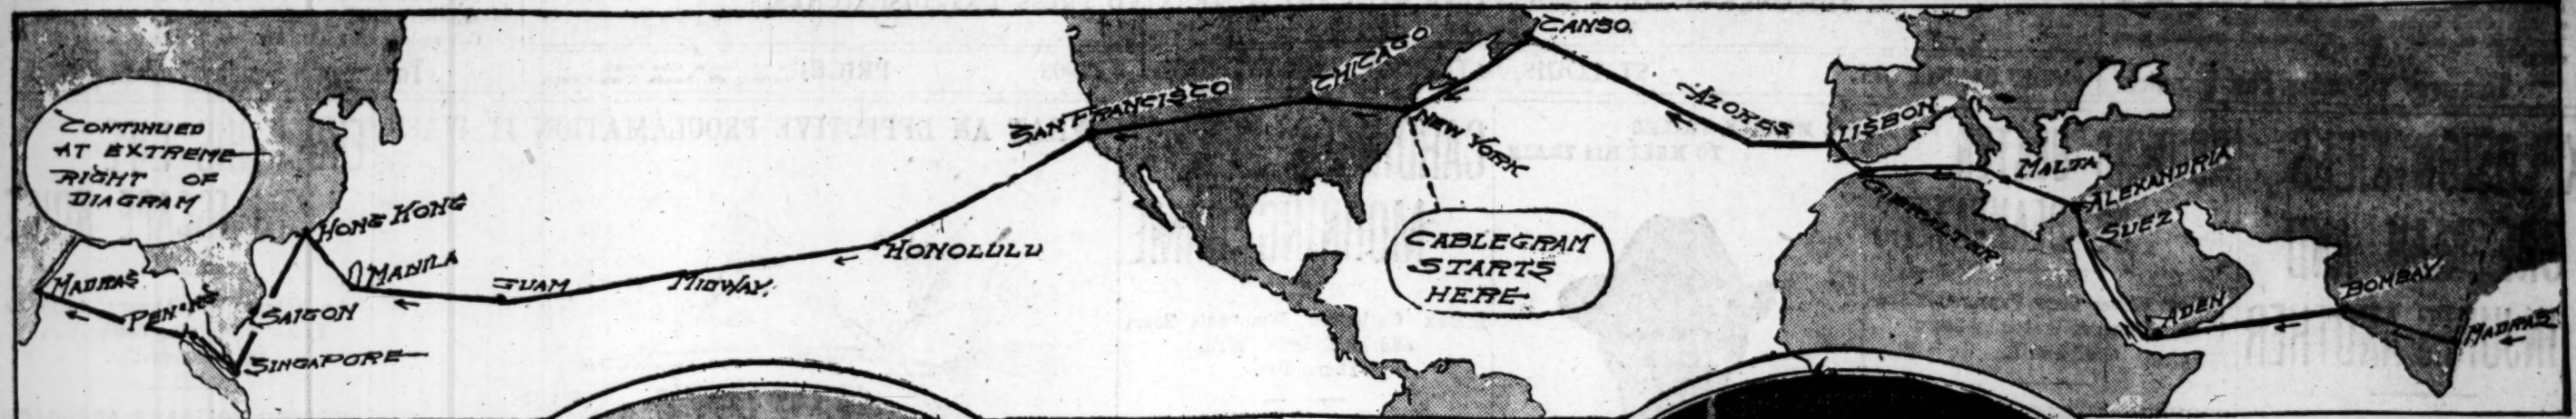 CONTINUED
AT EXTREME
RIGHT OF
DIAGRAM
MADRAS
PENANG
SINGAPORE
SAIGON
HONG KONG
MANILA
GUAM
MIDWAY.
HONOLULU
SAN FRANCISCO
CHICAGO
NEW YORK
CANSO.
CABLEGRAM
STARTS
HERE
AZORES
LISBON
GIBRALTAR
MALTA
ALEXANDRIA
SUEZ
ADEN
BOMBAY
MADRAS